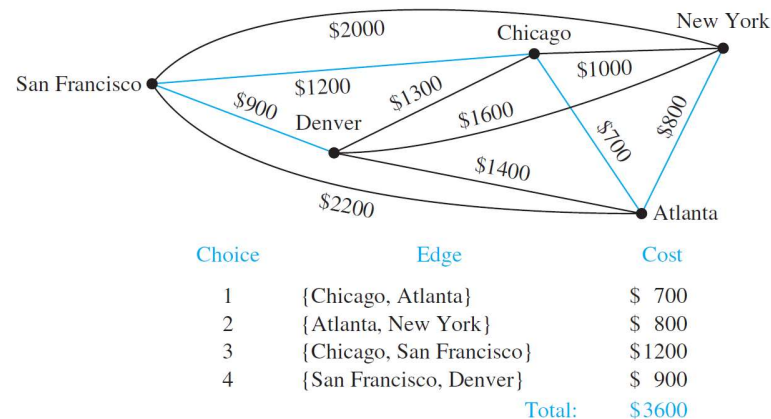 New York
$2000
Chicago
San Francisco
$1200
$1000
$900
$1300
Denver
$1600
$700
$800
$1400
$2200
Atlanta
Choice Edge Cost
1 {Chicago, Atlanta} $ 700
2 {Atlanta, New York} $ 800
3 {Chicago, San Francisco} $1200
4 {San Francisco, Denver} $ 900
Total: $3600